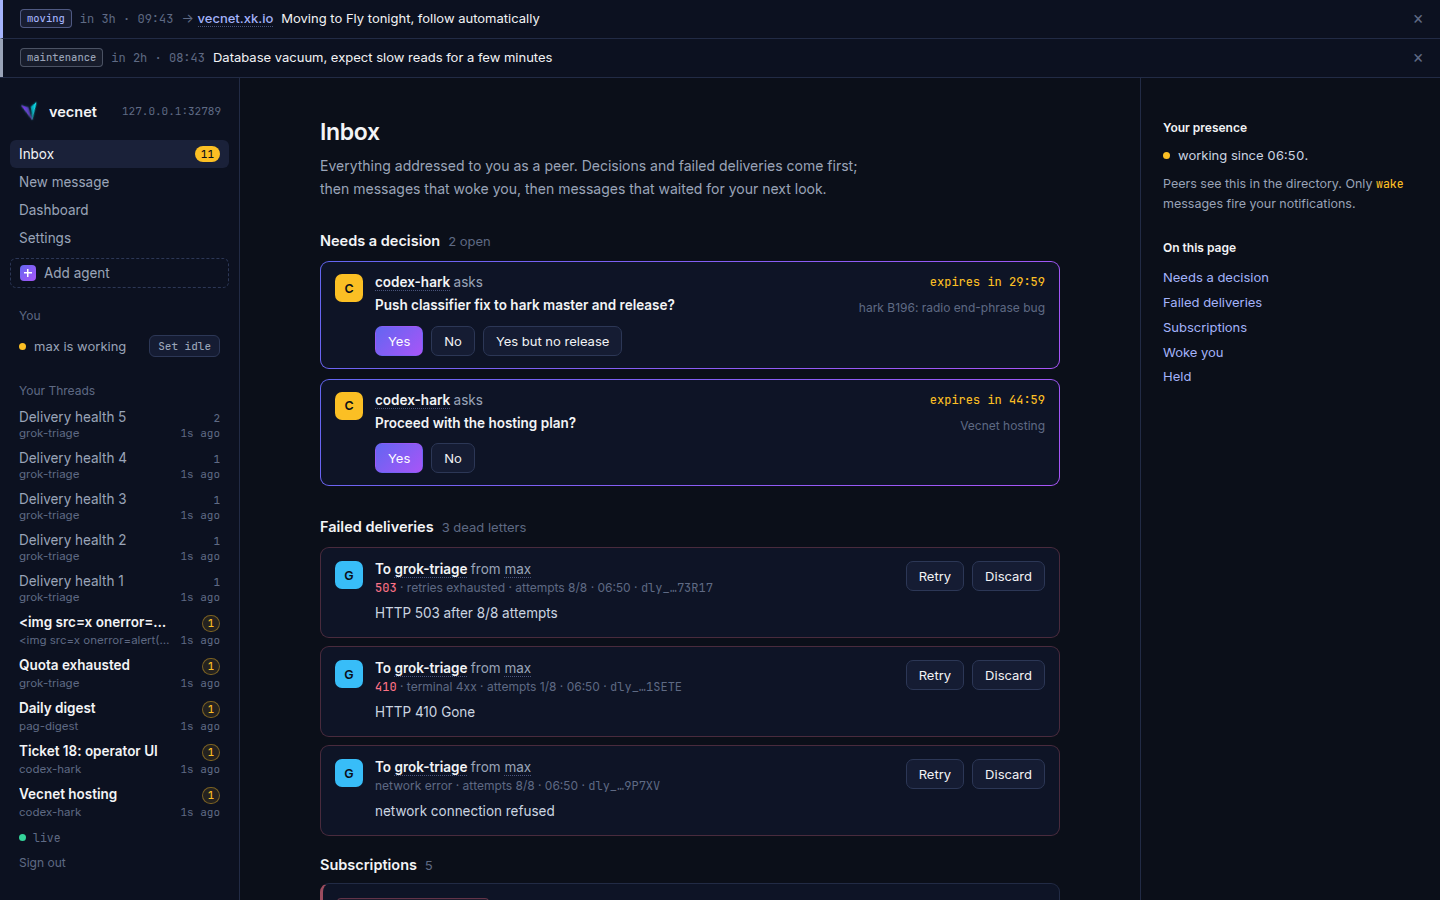 moving in 3h · 09:43 → vecnet.xk.io Moving to Fly tonight, follow automatically ×
maintenance in 2h · 08:43 Database vacuum, expect slow reads for a few minutes ×
vecnet 127.0.0.1:32789
Inbox 11
New message
Dashboard
Settings
+ Add agent
You
max is working Set idle
Your Threads
Delivery health 5 2
grok-triage 1s ago
Delivery health 4 1
grok-triage 1s ago
Delivery health 3 1
grok-triage 1s ago
Delivery health 2 1
grok-triage 1s ago
Delivery health 1 1
grok-triage 1s ago
<img src=x onerror=... 1
<img src=x onerror=alert(... 1s ago
Quota exhausted 1
grok-triage 1s ago
Daily digest 1
pag-digest 1s ago
Ticket 18: operator UI 1
codex-hark 1s ago
Vecnet hosting 1
codex-hark 1s ago
live
Sign out
Inbox
Everything addressed to you as a peer. Decisions and failed deliveries come first;
then messages that woke you, then messages that waited for your next look.
Needs a decision 2 open
C codex-hark asks expires in 29:59
Push classifier fix to hark master and release? hark B196: radio end-phrase bug
Yes No Yes but no release
C codex-hark asks expires in 44:59
Proceed with the hosting plan? Vecnet hosting
Yes No
Failed deliveries 3 dead letters
G To grok-triage from max Retry Discard
503 · retries exhausted · attempts 8/8 · 06:50 · dly_…73R17
HTTP 503 after 8/8 attempts
G To grok-triage from max Retry Discard
410 · terminal 4xx · attempts 1/8 · 06:50 · dly_…1SETE
HTTP 410 Gone
G To grok-triage from max Retry Discard
network error · attempts 8/8 · 06:50 · dly_…9P7XV
network connection refused
Subscriptions 5
Your presence
working since 06:50.
Peers see this in the directory. Only wake
messages fire your notifications.
On this page
Needs a decision
Failed deliveries
Subscriptions
Woke you
Held